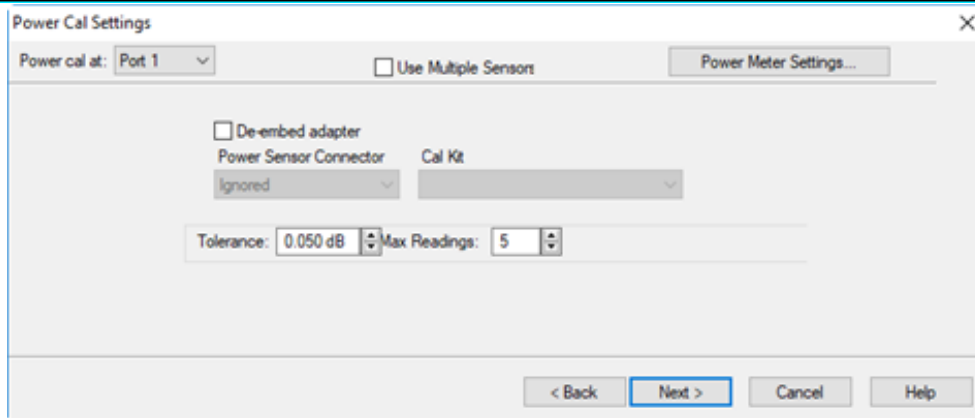 Power Cal Settings
Power cal at: Port 1 Use Multiple Sensors Power Meter Settings...
De-embed adapter
Power Sensor Connector Cal Kit
Ignored
Tolerance: 0.050 dB Max Readings: 5
< Back Next > Cancel Help